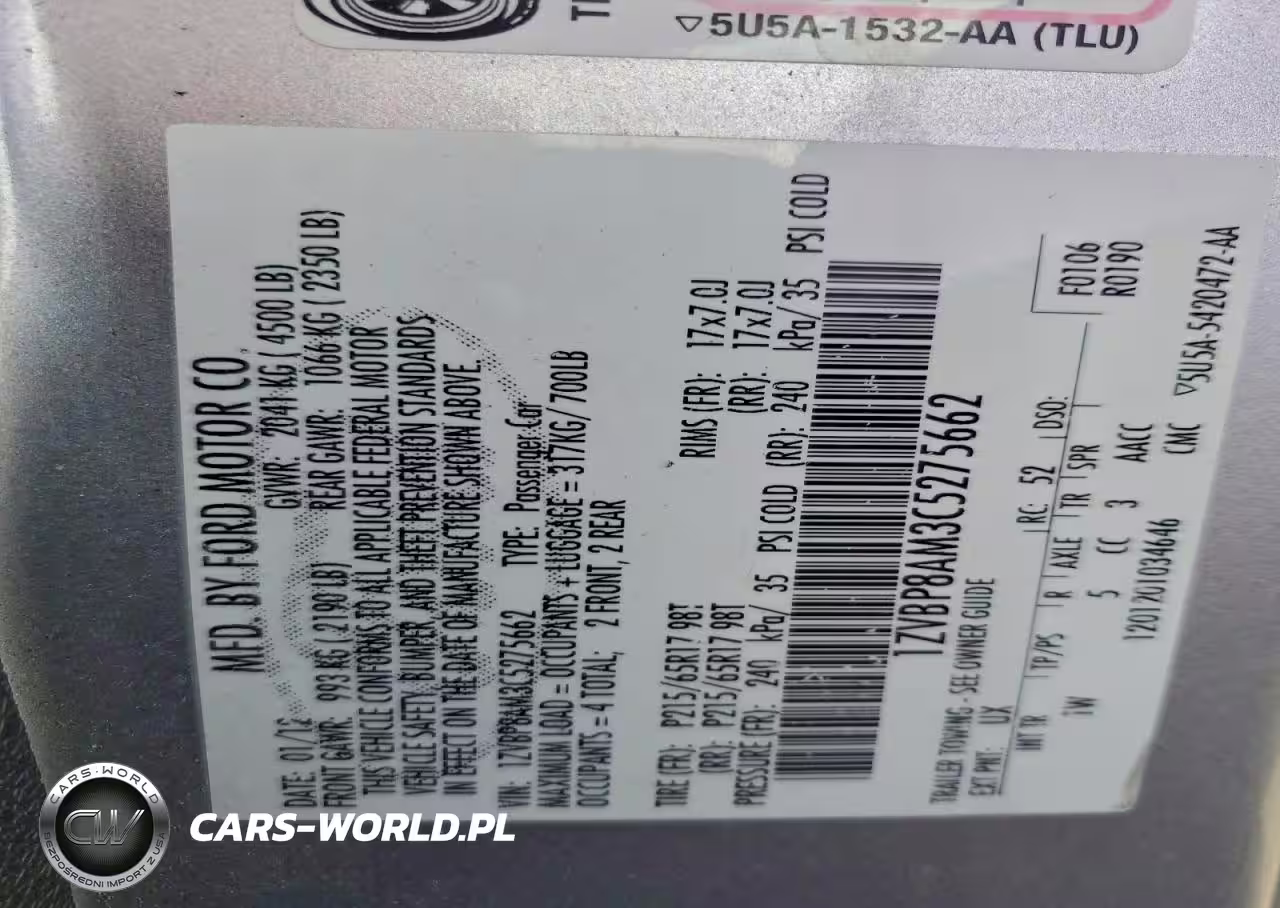 5U5A-1532-AA (TLU)
MFD. BY FORD MOTOR CO.
DATE: 01/12 GVWR: 2041 KG ( 4500 LB)
FRONT GAWR: 993 KG ( 2190 LB) REAR GAWR: 1066 KG ( 2350 LB)
THIS VEHICLE CONFORMS TO ALL APPLICABLE FEDERAL MOTOR
VEHICLE SAFETY, BUMPER, AND THEFT PREVENTION STANDARDS
IN EFFECT ON THE DATE OF MANUFACTURE SHOWN ABOVE.
VIN: 1ZVBP8AM3C5275662 TYPE: Passenger Car
MAXIMUM LOAD = OCCUPANTS + LUGGAGE = 317KG/700LB
OCCUPANTS = 4 TOTAL; 2 FRONT, 2 REAR
TIRE (FR): P215/65R17 98T RIMS (FR): 17x7.0J
(RR): P215/65R17 98T (RR): 17x7.0J
PRESSURE (FR): 240 kPa/ 35 PSI COLD (RR): 240 kPa/ 35 PSI COLD
1ZVBP8AM3C5275662
TRAILER TOWING - SEE OWNER GUIDE
EXT PNT: UX RC: 52 DSO:
INT TR TP/PS R AXLE TR SPR
IW 5 CC 3 AACC
F0106
R0190
1201ZU1034646 CMC
5U5A-5420472-AA
CARS-WORLD
CW
BEZPOŚREDNI IMPORT Z USA
CARS-WORLD.PL